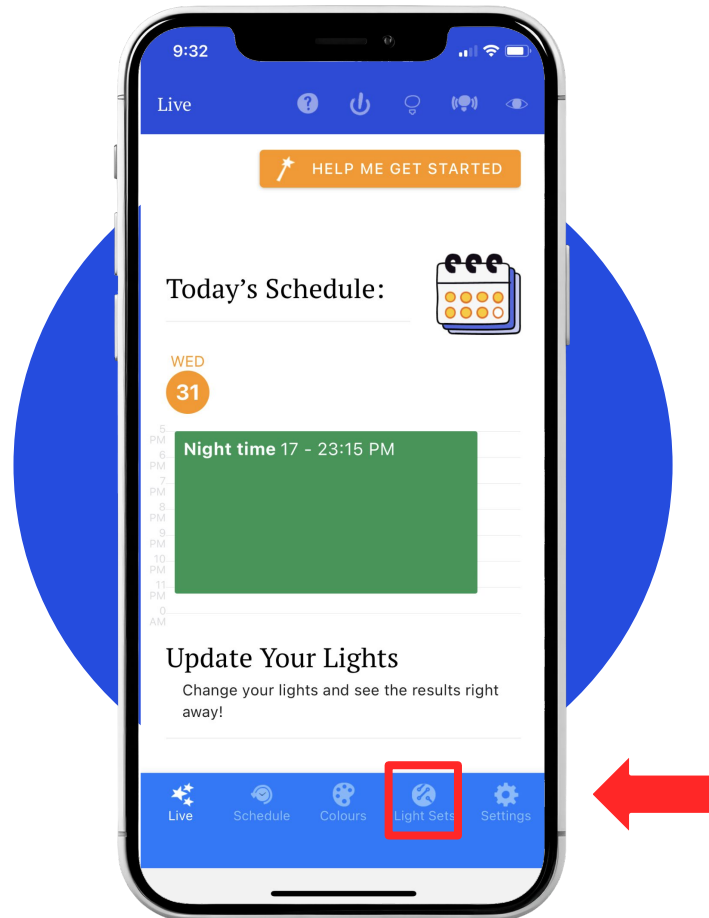 9:32
Live
HELP ME GET STARTED
Today’s Schedule:
WED
31
5
PM
Night time 17 - 23:15 PM
6
PM
7
PM
8
PM
9
PM
10
PM
11
PM
0
AM
Update Your Lights
Change your lights and see the results right
away!
Live Schedule Colours Light Sets Settings